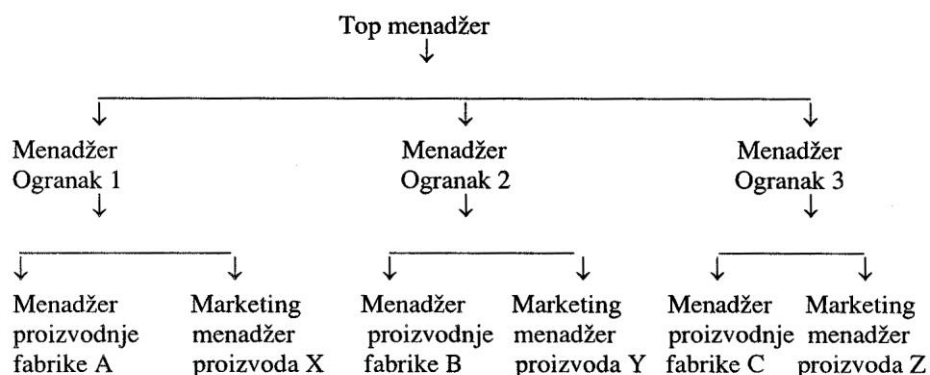 Top menadžer
Menadžer
Ogranak 1
Menadžer
Ogranak 2
Menadžer
Ogranak 3
Menadžer
proizvodnje
fabrike A
Marketing
menadžer
proizvoda X
Menadžer
proizvodnje
fabrike B
Marketing
menadžer
proizvoda Y
Menadžer
proizvodnje
fabrike C
Marketing
menadžer
proizvoda Z